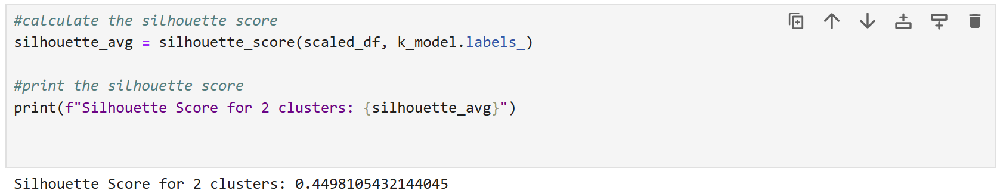 #calculate the silhouette score
silhouette_avg = silhouette_score(scaled_df, k_model.labels_)
#print the silhouette score
print(f"Silhouette Score for 2 clusters: {silhouette_avg}")
Silhouette Score for 2 clusters: 0.4498105432144045